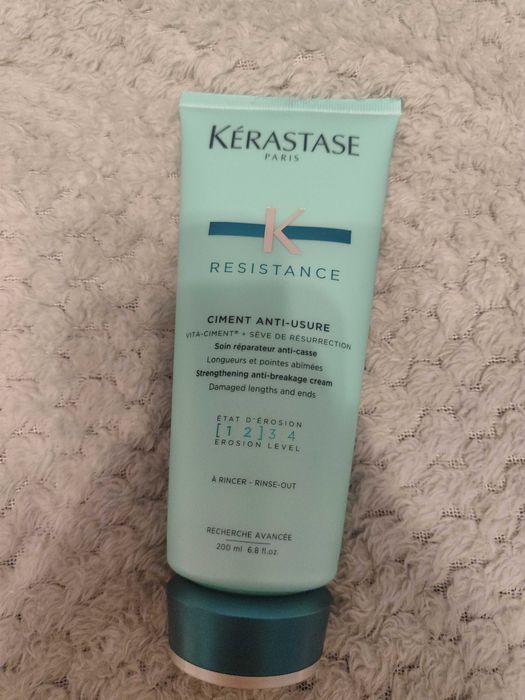 KÉRASTASE
PARIS
K
RESISTANCE
CIMENT ANTI-USURE
VITA-CIMENT® + SÈVE DE RÉSURRECTION
Soin réparateur anti-casse
Longueurs et pointes abîmées
Strengthening anti-breakage cream
Damaged lengths and ends
ÉTAT D'ÉROSION
[1 2]3 4
EROSION LEVEL
À RINCER - RINSE-OUT
RECHERCHE AVANCÉE
200 ml 6.8 fl.oz.